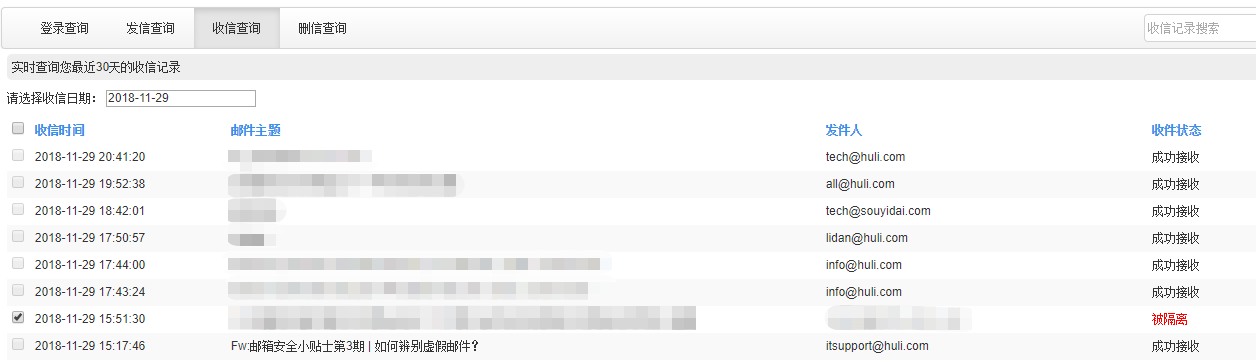 登录查询 发信查询 收信查询 删信查询 收信记录搜索
实时查询您最近30天的收信记录
请选择收信日期： 2018-11-29
收信时间 邮件主题 发件人 收件状态
2018-11-29 20:41:20 tech@huli.com 成功接收
2018-11-29 19:52:38 all@huli.com 成功接收
2018-11-29 18:42:01 tech@souyidai.com 成功接收
2018-11-29 17:50:57 lidan@huli.com 成功接收
2018-11-29 17:44:00 info@huli.com 成功接收
2018-11-29 17:43:24 info@huli.com 成功接收
2018-11-29 15:51:30 被隔离
2018-11-29 15:17:46 Fw:邮箱安全小贴士第3期 | 如何辨别虚假邮件? itsupport@huli.com 成功接收